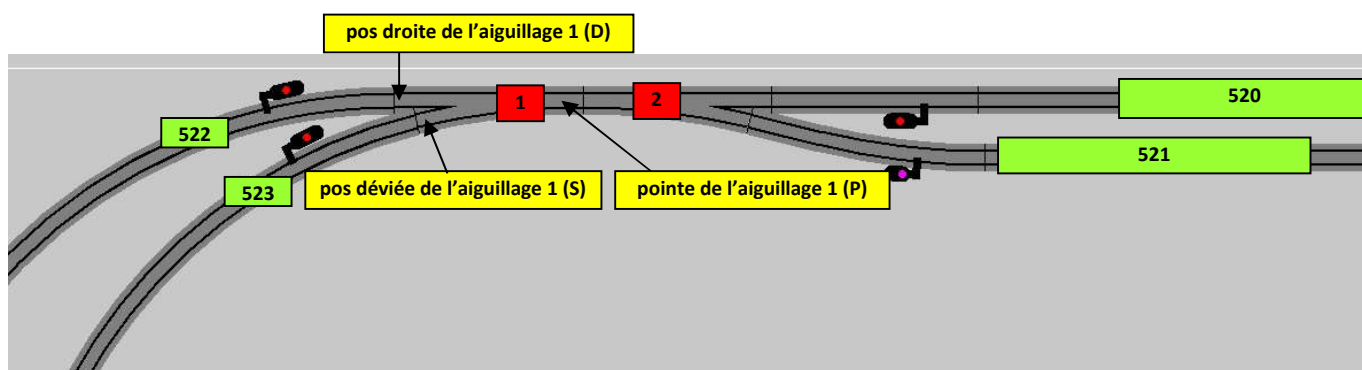 pos droite de l’aiguillage 1 (D)
1
2
520
522
521
523
pos déviée de l’aiguillage 1 (S)
pointe de l’aiguillage 1 (P)